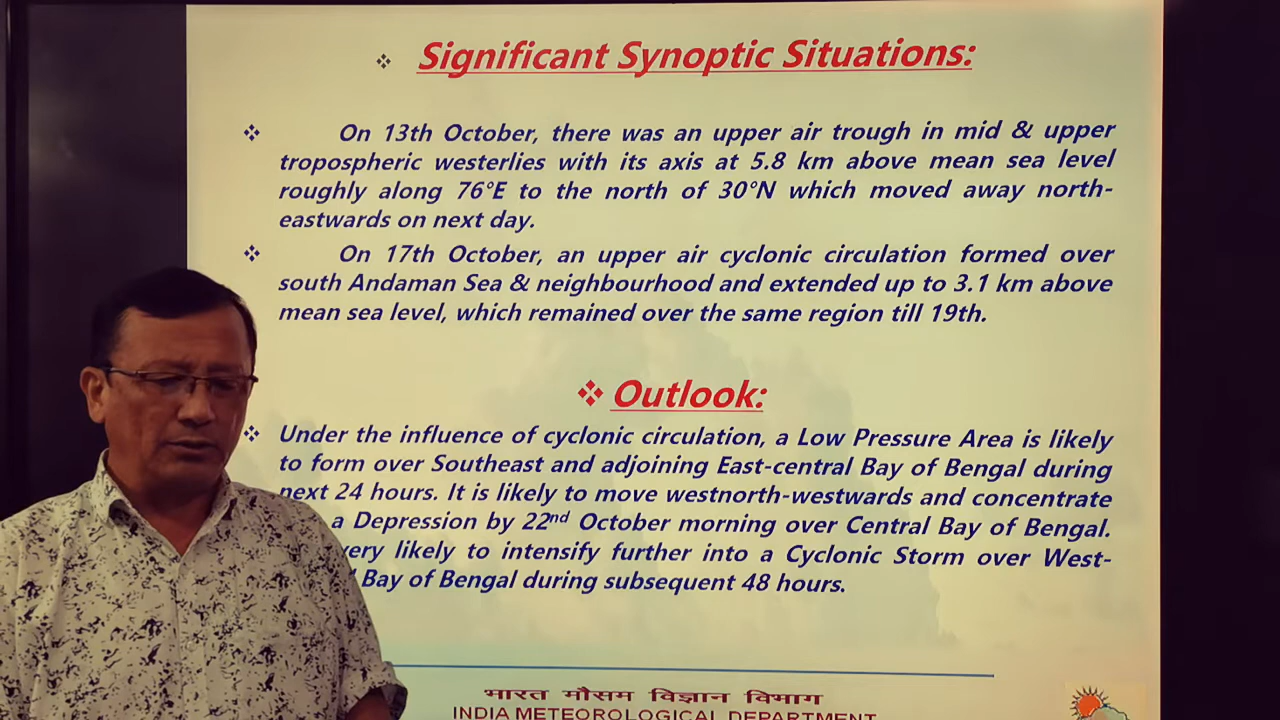 ❖ Significant Synoptic Situations:
❖ On 13th October, there was an upper air trough in mid & upper
tropospheric westerlies with its axis at 5.8 km above mean sea level
roughly along 76°E to the north of 30°N which moved away north-
eastwards on next day.
❖ On 17th October, an upper air cyclonic circulation formed over
south Andaman Sea & neighbourhood and extended up to 3.1 km above
mean sea level, which remained over the same region till 19th.
❖ Outlook:
❖ Under the influence of cyclonic circulation, a Low Pressure Area is likely
to form over Southeast and adjoining East-central Bay of Bengal during
next 24 hours. It is likely to move westnorth-westwards and concentrate
a Depression by 22nd October morning over Central Bay of Bengal.
very likely to intensify further into a Cyclonic Storm over West-
Bay of Bengal during subsequent 48 hours.
भारत मौसम विज्ञान विभाग
INDIA METEOROLOGICAL DEPARTMENT